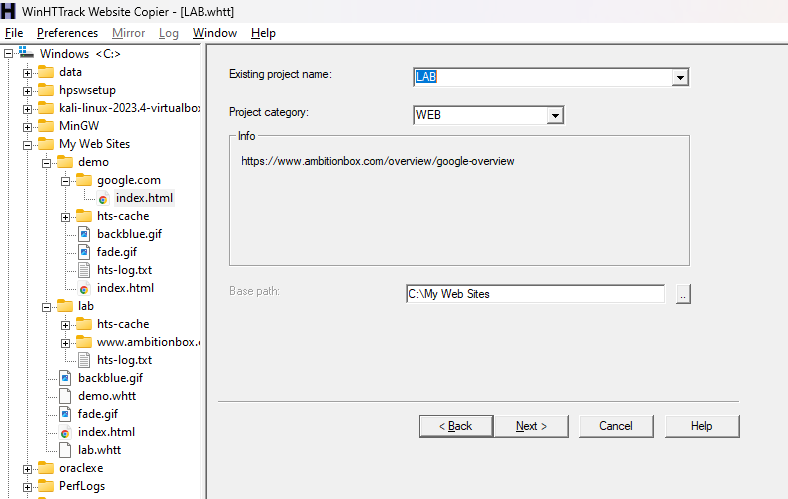 WinHTTrack Website Copier - [LAB.whtt]
File Preferences Mirror Log Window Help
Windows <C:>
data
hpswsetup
kali-linux-2023.4-virtualbox
MinGW
My Web Sites
demo
google.com
index.html
hts-cache
backblue.gif
fade.gif
hts-log.txt
index.html
lab
hts-cache
www.ambitionbox.c
hts-log.txt
backblue.gif
demo.whtt
fade.gif
index.html
lab.whtt
oraclexe
PerfLogs
Existing project name: LAB
Project category: WEB
Info
https://www.ambitionbox.com/overview/google-overview
Base path: C:\My Web Sites ..
< Back Next > Cancel Help